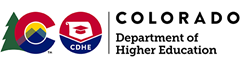 CDHE
COLORADO
Department of
Higher Education